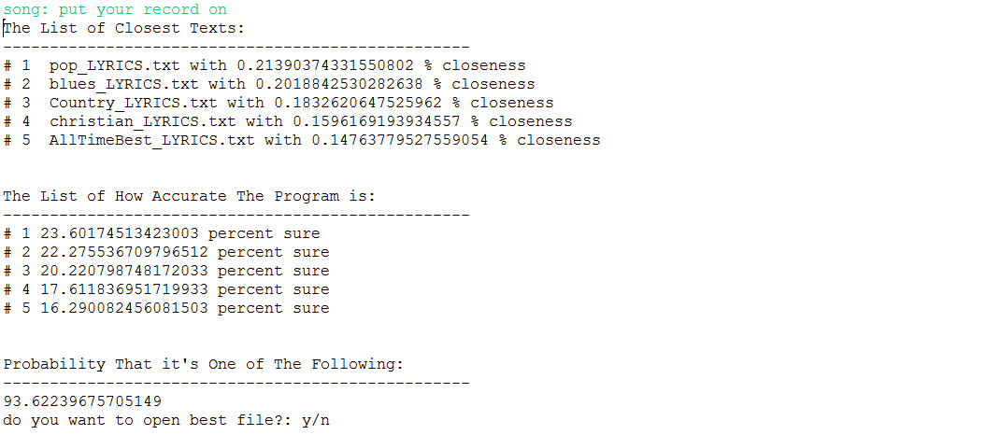 song: put your record on
The List of Closest Texts:
--------------------------------------------------
# 1  pop_LYRICS.txt with 0.21390374331550802 % closeness
# 2  blues_LYRICS.txt with 0.2018842530282638 % closeness
# 3  Country_LYRICS.txt with 0.1832620647525962 % closeness
# 4  christian_LYRICS.txt with 0.1596169193934557 % closeness
# 5  AllTimeBest_LYRICS.txt with 0.14763779527559054 % closeness
The List of How Accurate The Program is:
--------------------------------------------------
# 1 23.60174513423003 percent sure
# 2 22.275536709796512 percent sure
# 3 20.220798748172033 percent sure
# 4 17.611836951719933 percent sure
# 5 16.290082456081503 percent sure
Probability That it's One of The Following:
--------------------------------------------------
93.62239675705149
do you want to open best file?: y/n